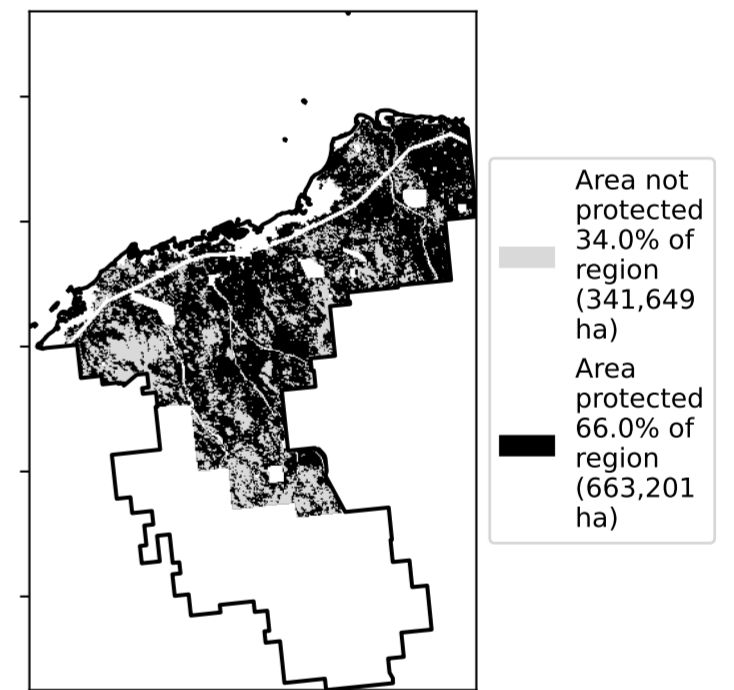 Area not
protected
34.0% of
region
(341,649
ha)
Area
protected
66.0% of
region
(663,201
ha)